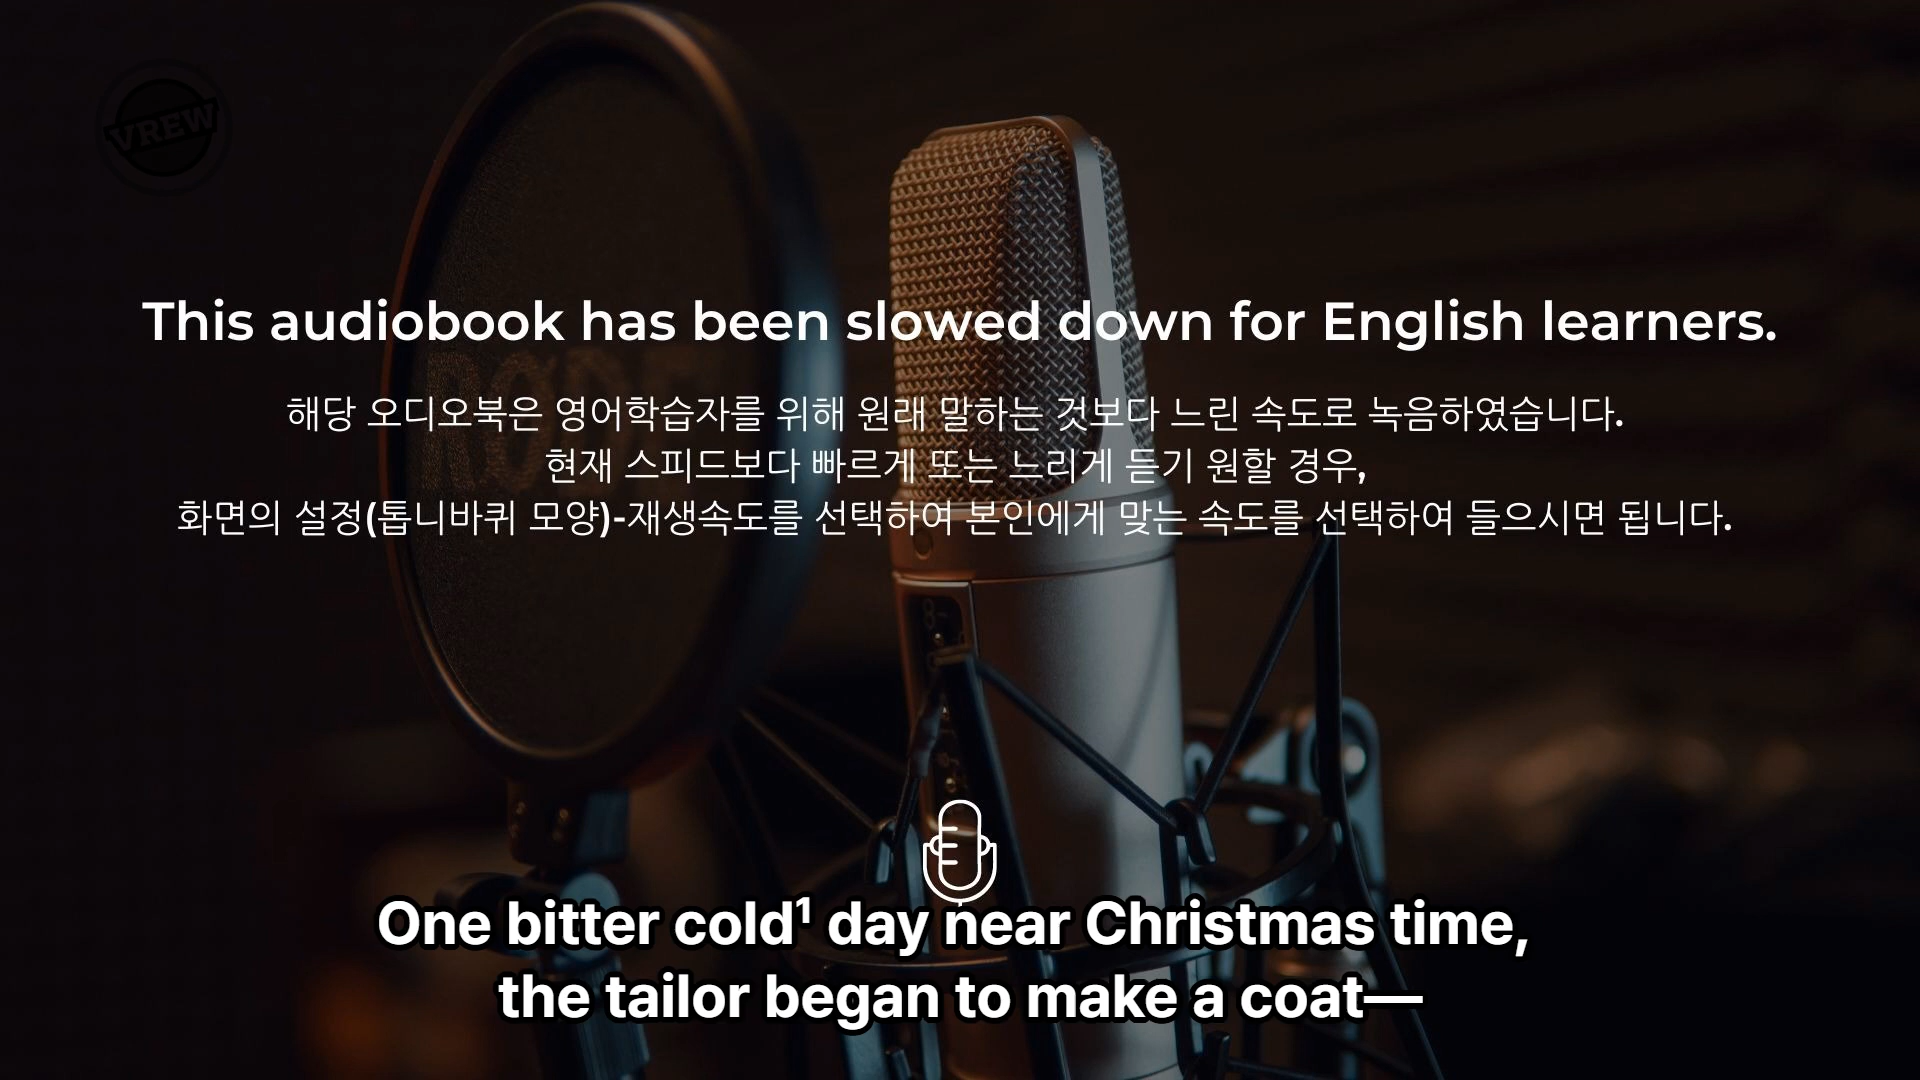 VREW
This audiobook has been slowed down for English learners.
해당 오디오북은 영어학습자를 위해 원래 말하는 것보다 느린 속도로 녹음하였습니다.
현재 스피드보다 빠르게 또는 느리게 듣기 원할 경우,
화면의 설정(톱니바퀴 모양)-재생속도를 선택하여 본인에게 맞는 속도를 선택하여 들으시면 됩니다.
RØDE
One bitter cold¹ day near Christmas time,
the tailor began to make a coat—